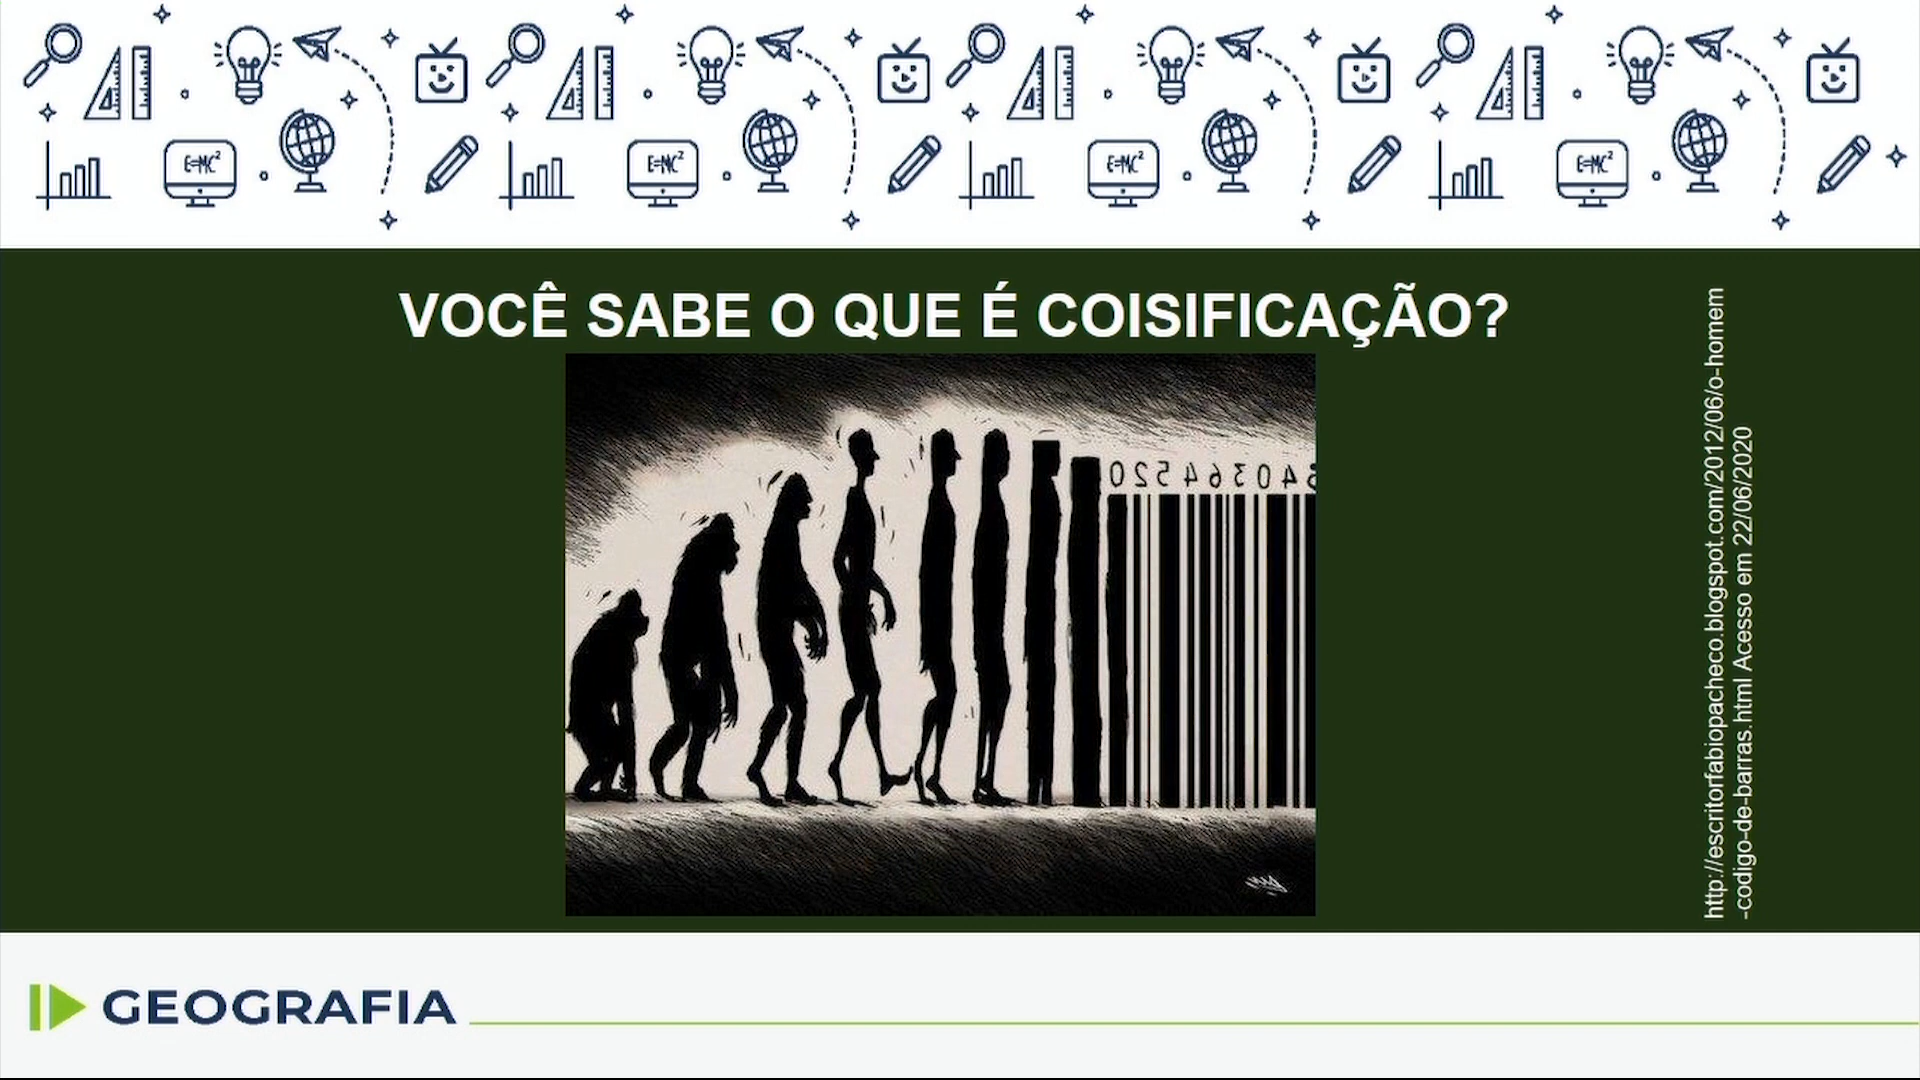 E=MC²
E=MC²
E=MC²
E=MC²
VOCÊ SABE O QUE É COISIFICAÇÃO?
http://escritorfabiopacheco.blogspot.com/2012/06/o-homem
-codigo-de-barras.html Acesso em 22/06/2020
02546304
GEOGRAFIA